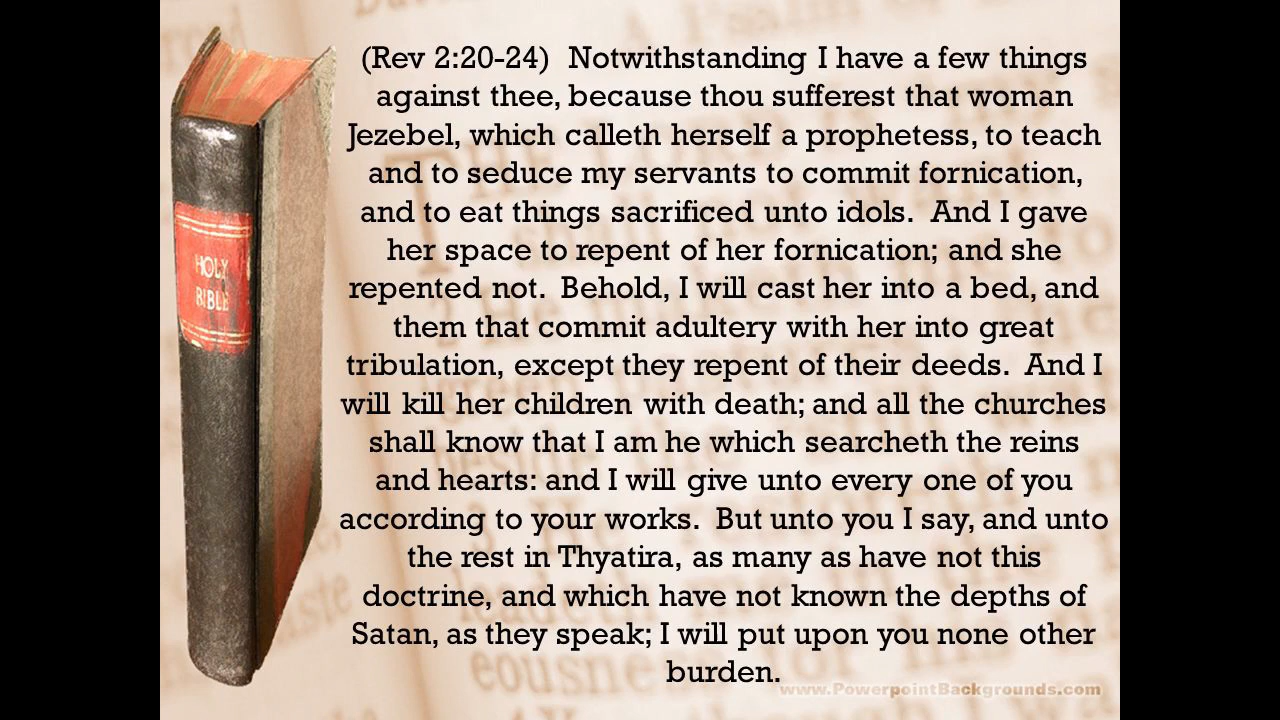 (Rev 2:20-24)  Notwithstanding I have a few things
against thee, because thou sufferest that woman
Jezebel, which calleth herself a prophetess, to teach
and to seduce my servants to commit fornication,
and to eat things sacrificed unto idols.  And I gave
her space to repent of her fornication; and she
repented not.  Behold, I will cast her into a bed, and
them that commit adultery with her into great
tribulation, except they repent of their deeds.  And I
will kill her children with death; and all the churches
shall know that I am he which searcheth the reins
and hearts: and I will give unto every one of you
according to your works.  But unto you I say, and unto
the rest in Thyatira, as many as have not this
doctrine, and which have not known the depths of
Satan, as they speak; I will put upon you none other
burden.
HOLY
BIBLE
www.PowerpointBackgrounds.com